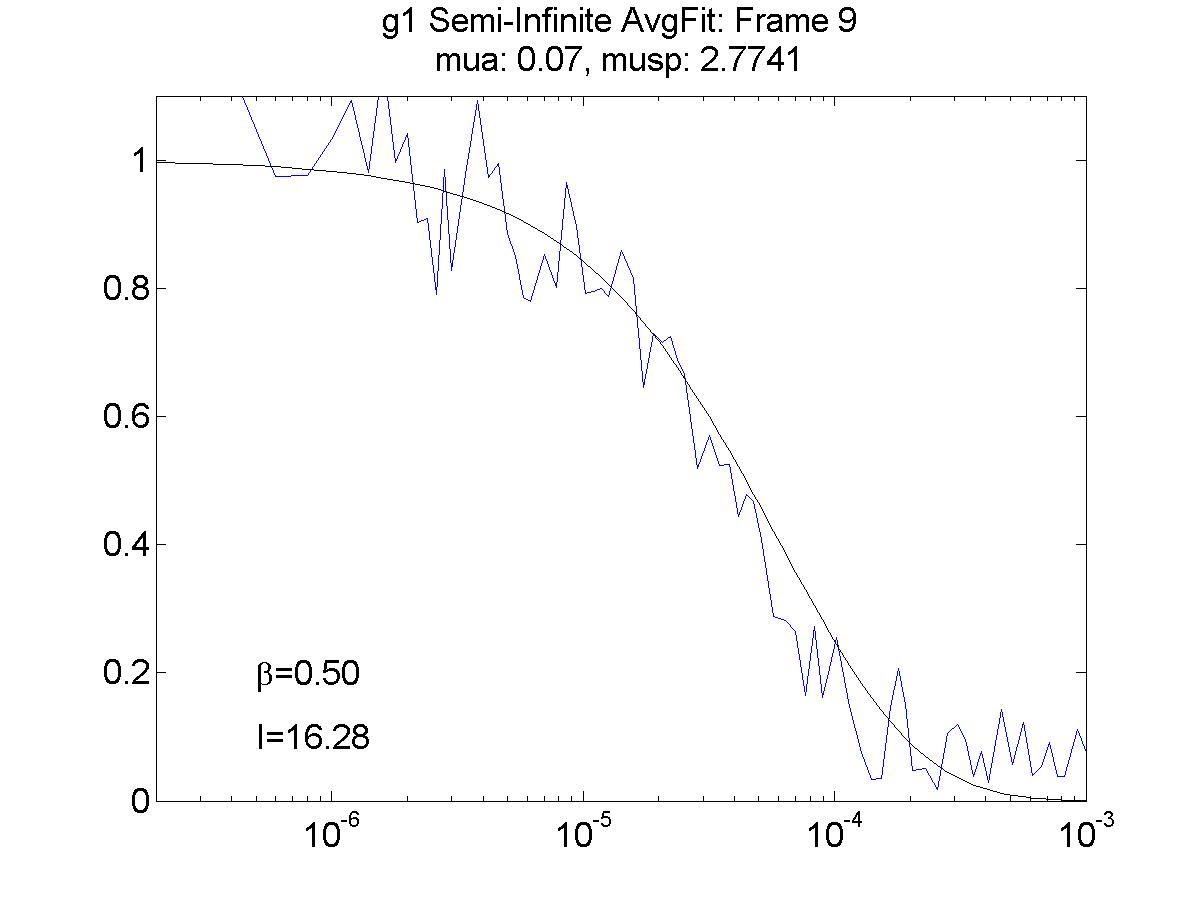 g1 Semi-Infinite AvgFit: Frame 9
mua: 0.07, musp: 2.7741
1
0.8
0.6
0.4
0.2
0
β=0.50
I=16.28
10^-6
10^-5
10^-4
10^-3